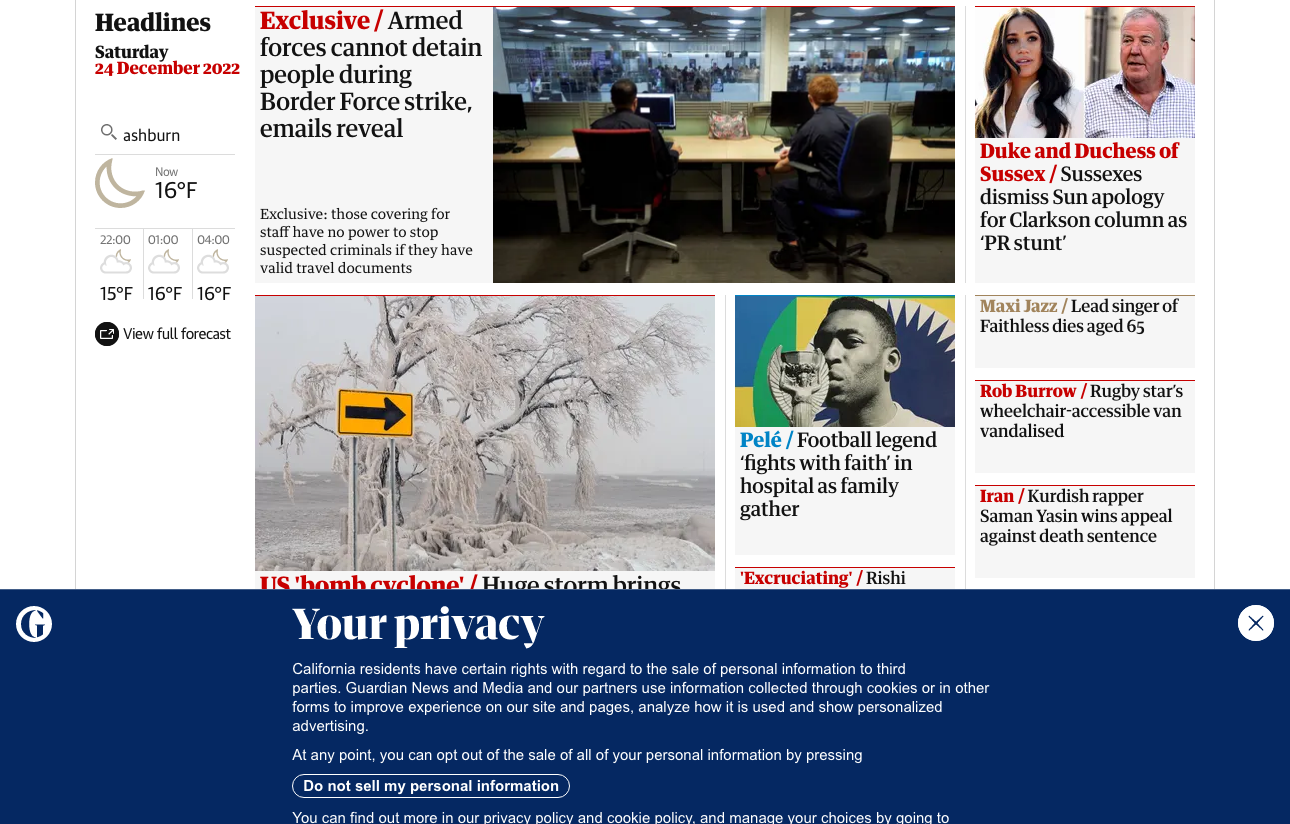 Headlines
Saturday
24 December 2022
ashburn
Now
16°F
22:00
01:00
04:00
15°F
16°F
16°F
View full forecast
Exclusive / Armed
forces cannot detain
people during
Border Force strike,
emails reveal
Exclusive: those covering for
staff have no power to stop
suspected criminals if they have
valid travel documents
Duke and Duchess of
Sussex / Sussexes
dismiss Sun apology
for Clarkson column as
‘PR stunt’
US 'bomb cyclone' / Huge storm brings
Pelé / Football legend
‘fights with faith’ in
hospital as family
gather
'Excruciating' / Rishi
Maxi Jazz / Lead singer of
Faithless dies aged 65
Rob Burrow / Rugby star’s
wheelchair-accessible van
vandalised
Iran / Kurdish rapper
Saman Yasin wins appeal
against death sentence
G
Your privacy
California residents have certain rights with regard to the sale of personal information to third
parties. Guardian News and Media and our partners use information collected through cookies or in other
forms to improve experience on our site and pages, analyze how it is used and show personalized
advertising.
At any point, you can opt out of the sale of all of your personal information by pressing
Do not sell my personal information
You can find out more in our privacy policy and cookie policy, and manage your choices by going to